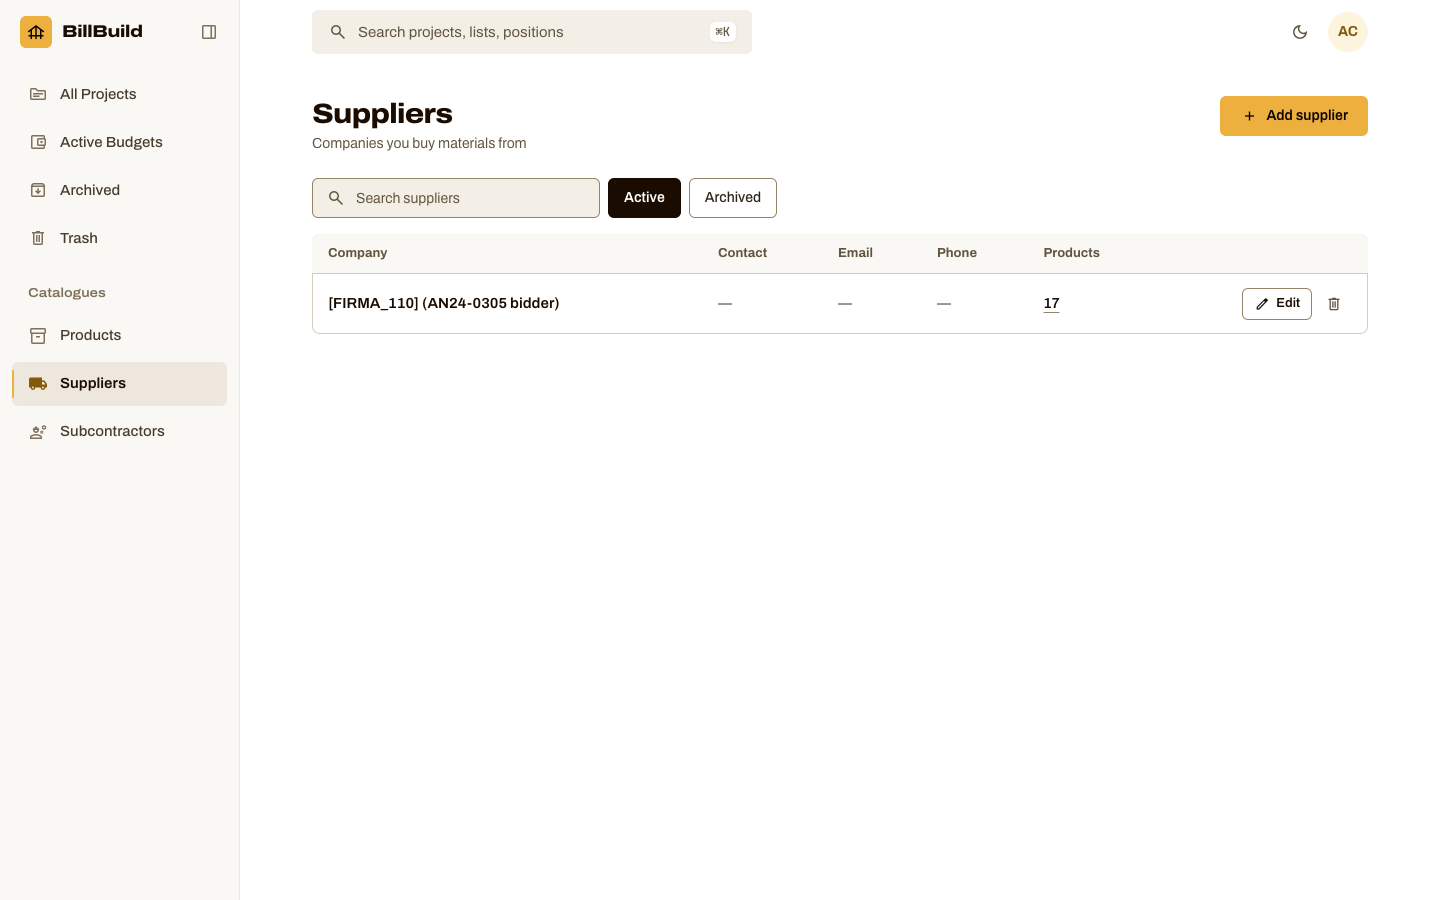 BillBuild
Search projects, lists, positions
⌘K
AC
All Projects
Active Budgets
Archived
Trash
Catalogues
Products
Suppliers
Subcontractors
Suppliers
Companies you buy materials from
Add supplier
Search suppliers
Active
Archived
Company Contact Email Phone Products
[FIRMA_110] (AN24-0305 bidder) — — — 17 Edit